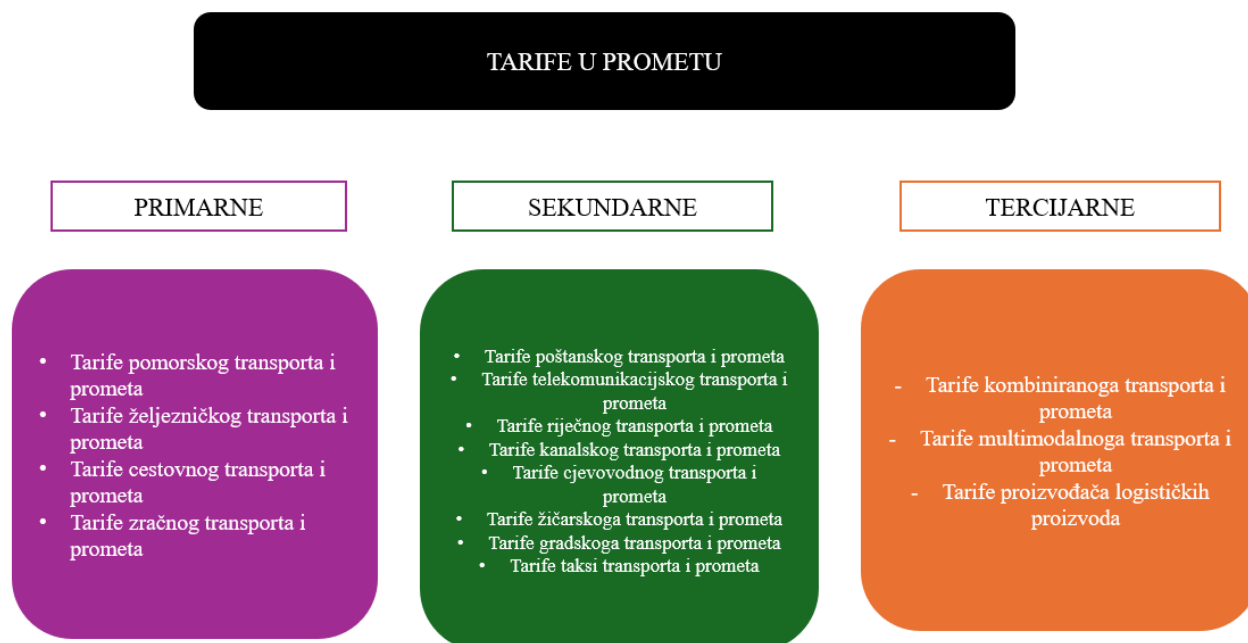 TARIFE U PROMETU
PRIMARNE
• Tarife pomorskog transporta i
prometa
• Tarife željezničkog transporta i
prometa
• Tarife cestovnog transporta i
prometa
• Tarife zračnog transporta i
prometa
SEKUNDARNE
• Tarife poštanskog transporta i prometa
• Tarife telekomunikacijskog transporta i
prometa
• Tarife riječnog transporta i prometa
• Tarife kanalskog transporta i prometa
• Tarife cjevovodnog transporta i
prometa
• Tarife žičarskoga transporta i prometa
• Tarife gradskoga transporta i prometa
• Tarife taksi transporta i prometa
TERCIJARNE
- Tarife kombiniranoga transporta i
prometa
- Tarife multimodalnoga transporta i
prometa
- Tarife proizvođača logističkih
proizvoda